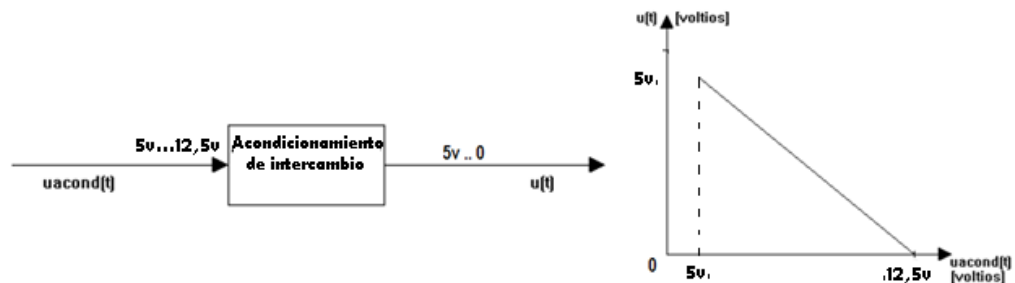 5v...12,5v
Acondicionamiento
de intercambio
5v .. 0
uacond[t]
u[t]
u[t] [voltios]
5v.
0
5v.
.12,5v
uacond[t]
[voltios]